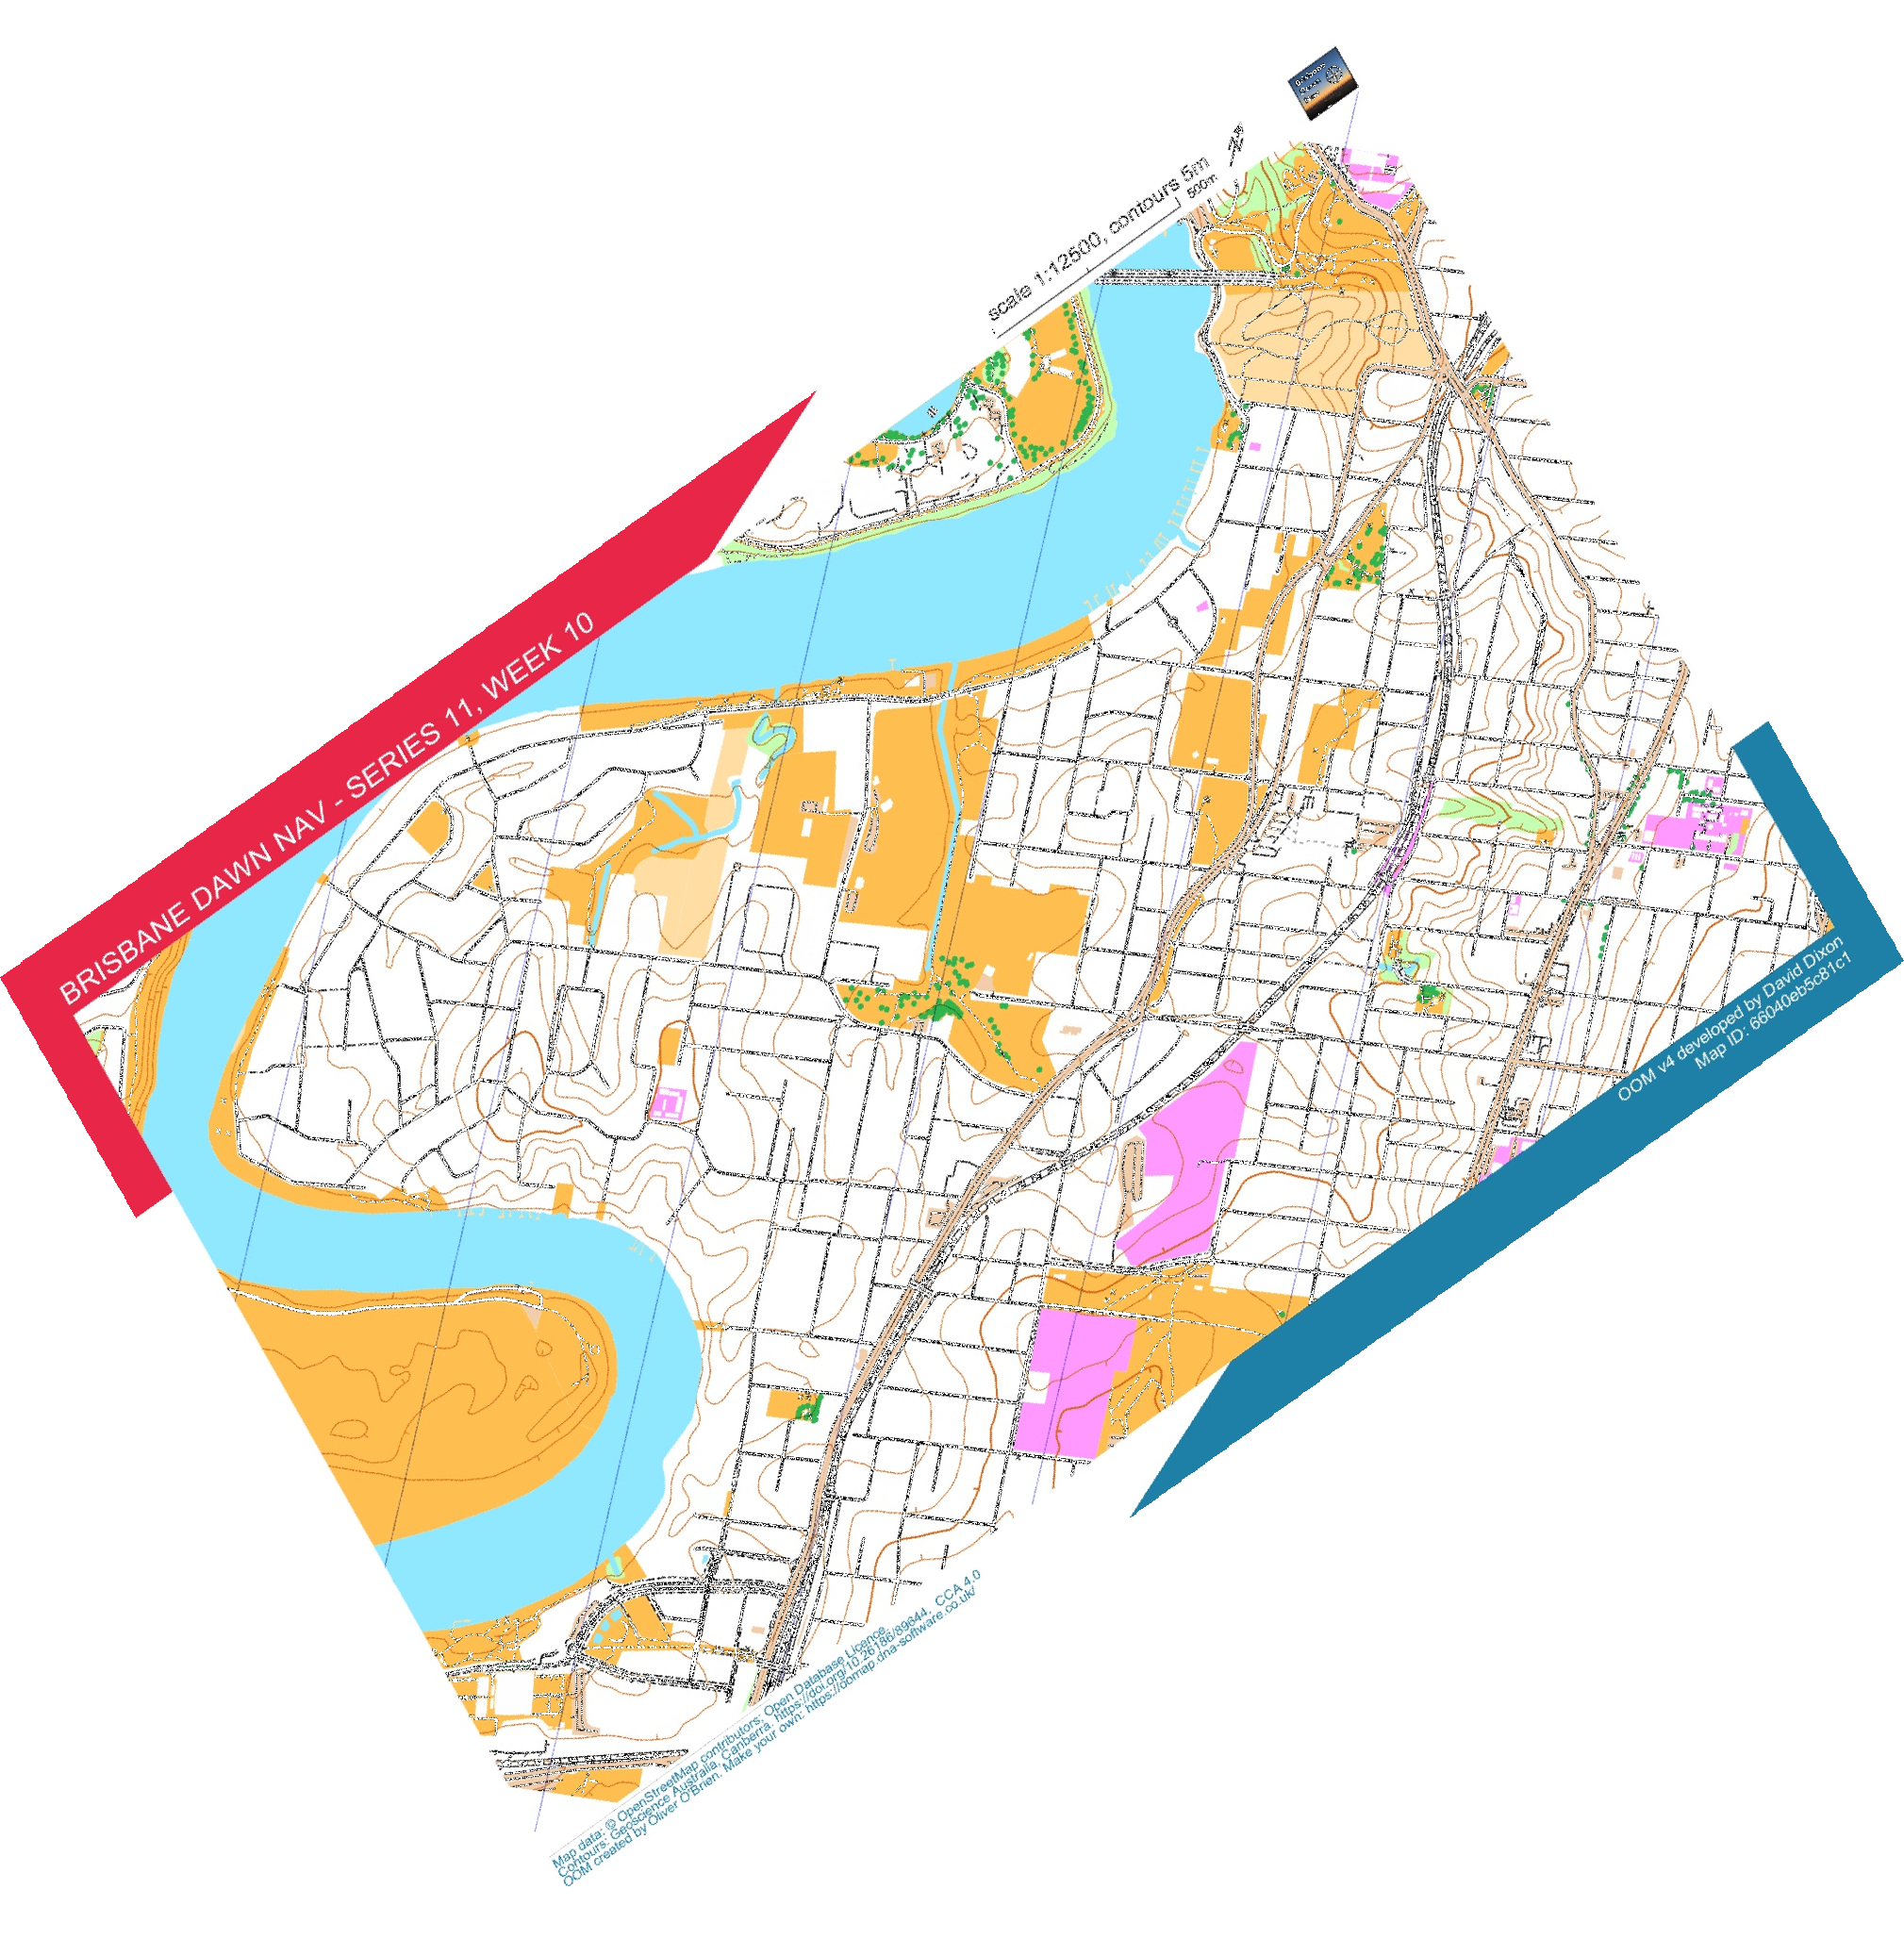 scale 1:12500, contours 5m
500m
N
BRISBANE DAWN NAV - SERIES 11, WEEK 10
OOM v4 developed by David Dixon
Map ID: 66040eb5c81c1
Map data: © OpenStreetMap contributors, Open Database Licence.
Contours: Geoscience Australia, Canberra. https://doi.org/10.26186/89644. CCA 4.0
OOM created by Oliver O'Brien. Make your own: https://oomap.dna-software.co.uk/